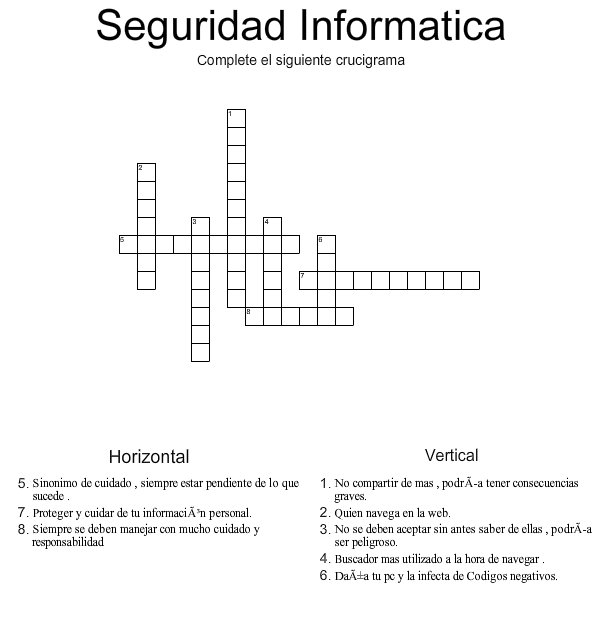 Seguridad Informatica
Complete el siguiente crucigrama
1
2
3
4
5
6
7
8
Horizontal
5. Sinonimo de cuidado , siempre estar pendiente de lo que
sucede .
7. Proteger y cuidar de tu informaciÃ³n personal.
8. Siempre se deben manejar con mucho cuidado y
responsabilidad
Vertical
1. No compartir de mas , podrÃ-a tener consecuencias
graves.
2. Quien navega en la web.
3. No se deben aceptar sin antes saber de ellas , podrÃ-a
ser peligroso.
4. Buscador mas utilizado a la hora de navegar .
6. DaÃ±a tu pc y la infecta de Codigos negativos.